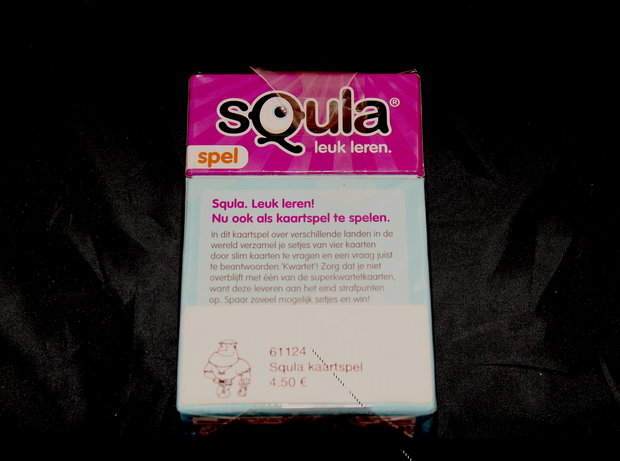 sQula®
leuk leren.
spel
Squla. Leuk leren!
Nu ook als kaartspel te spelen.
In dit kaartspel over verschillende landen in de
wereld verzamel je setjes van vier kaarten
door slim kaarten te vragen en een vraag juist
te beantwoorden. 'Kwartet'! Zorg dat je niet
overblijft met één van de superkwartetkaarten,
want deze leveren aan het eind strafpunten
op. Spaar zoveel mogelijk setjes en win!
61124
Squla kaartspel
4.50 €